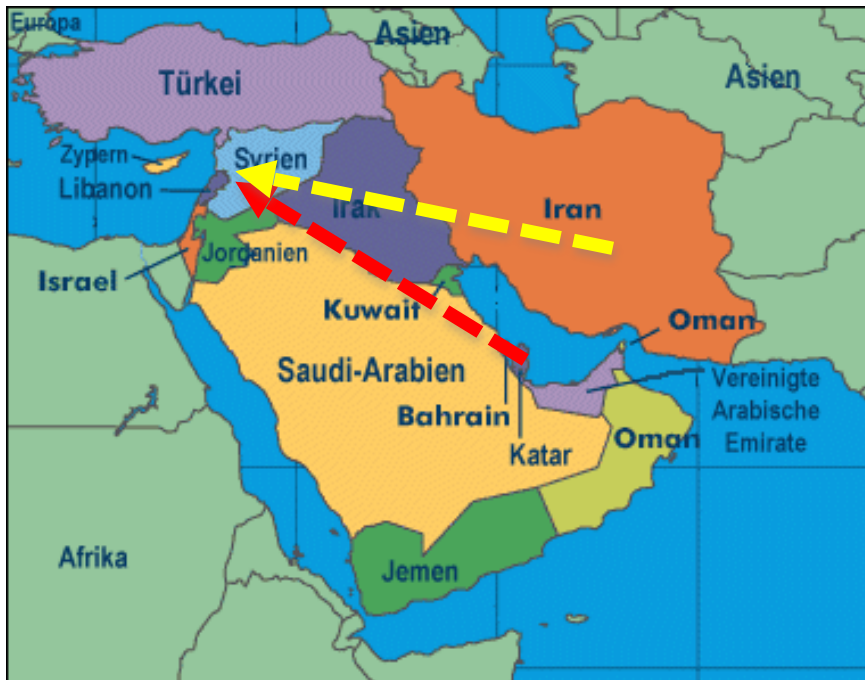 Europa
Asien
Türkei
Asien
Zypern
Syrien
Libanon
Irak
Iran
Jordanien
Israel
Kuwait
Oman
Saudi-Arabien
Vereinigte
Arabische
Emirate
Bahrain
Oman
Katar
Afrika
Jemen